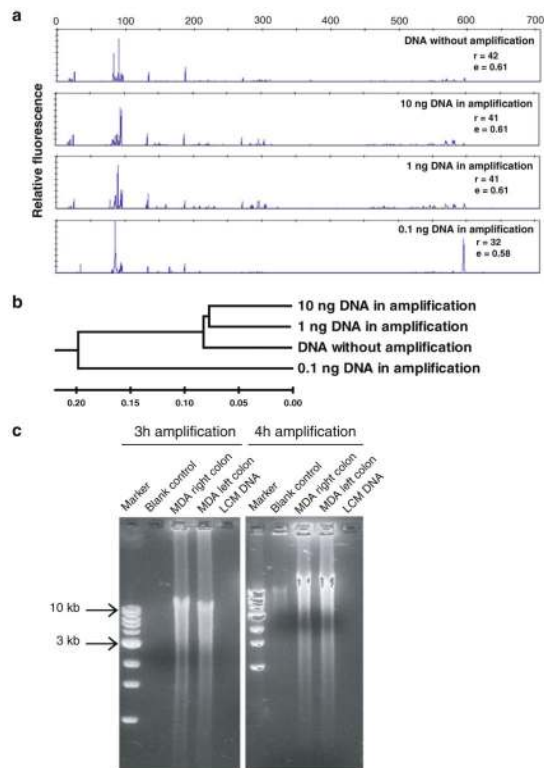 a
0 100 200 300 400 500 600 700
Relative fluorescence
DNA without amplification
r = 42
e = 0.61
10 ng DNA in amplification
r = 41
e = 0.61
1 ng DNA in amplification
r = 41
e = 0.61
0.1 ng DNA in amplification
r = 32
e = 0.58
b
10 ng DNA in amplification
1 ng DNA in amplification
DNA without amplification
0.1 ng DNA in amplification
0.20 0.15 0.10 0.05 0.00
c
3h amplification 4h amplification
Marker Blank control MDA right colon MDA left colon LCM DNA Marker Blank control MDA right colon MDA left colon LCM DNA
10 kb
3 kb